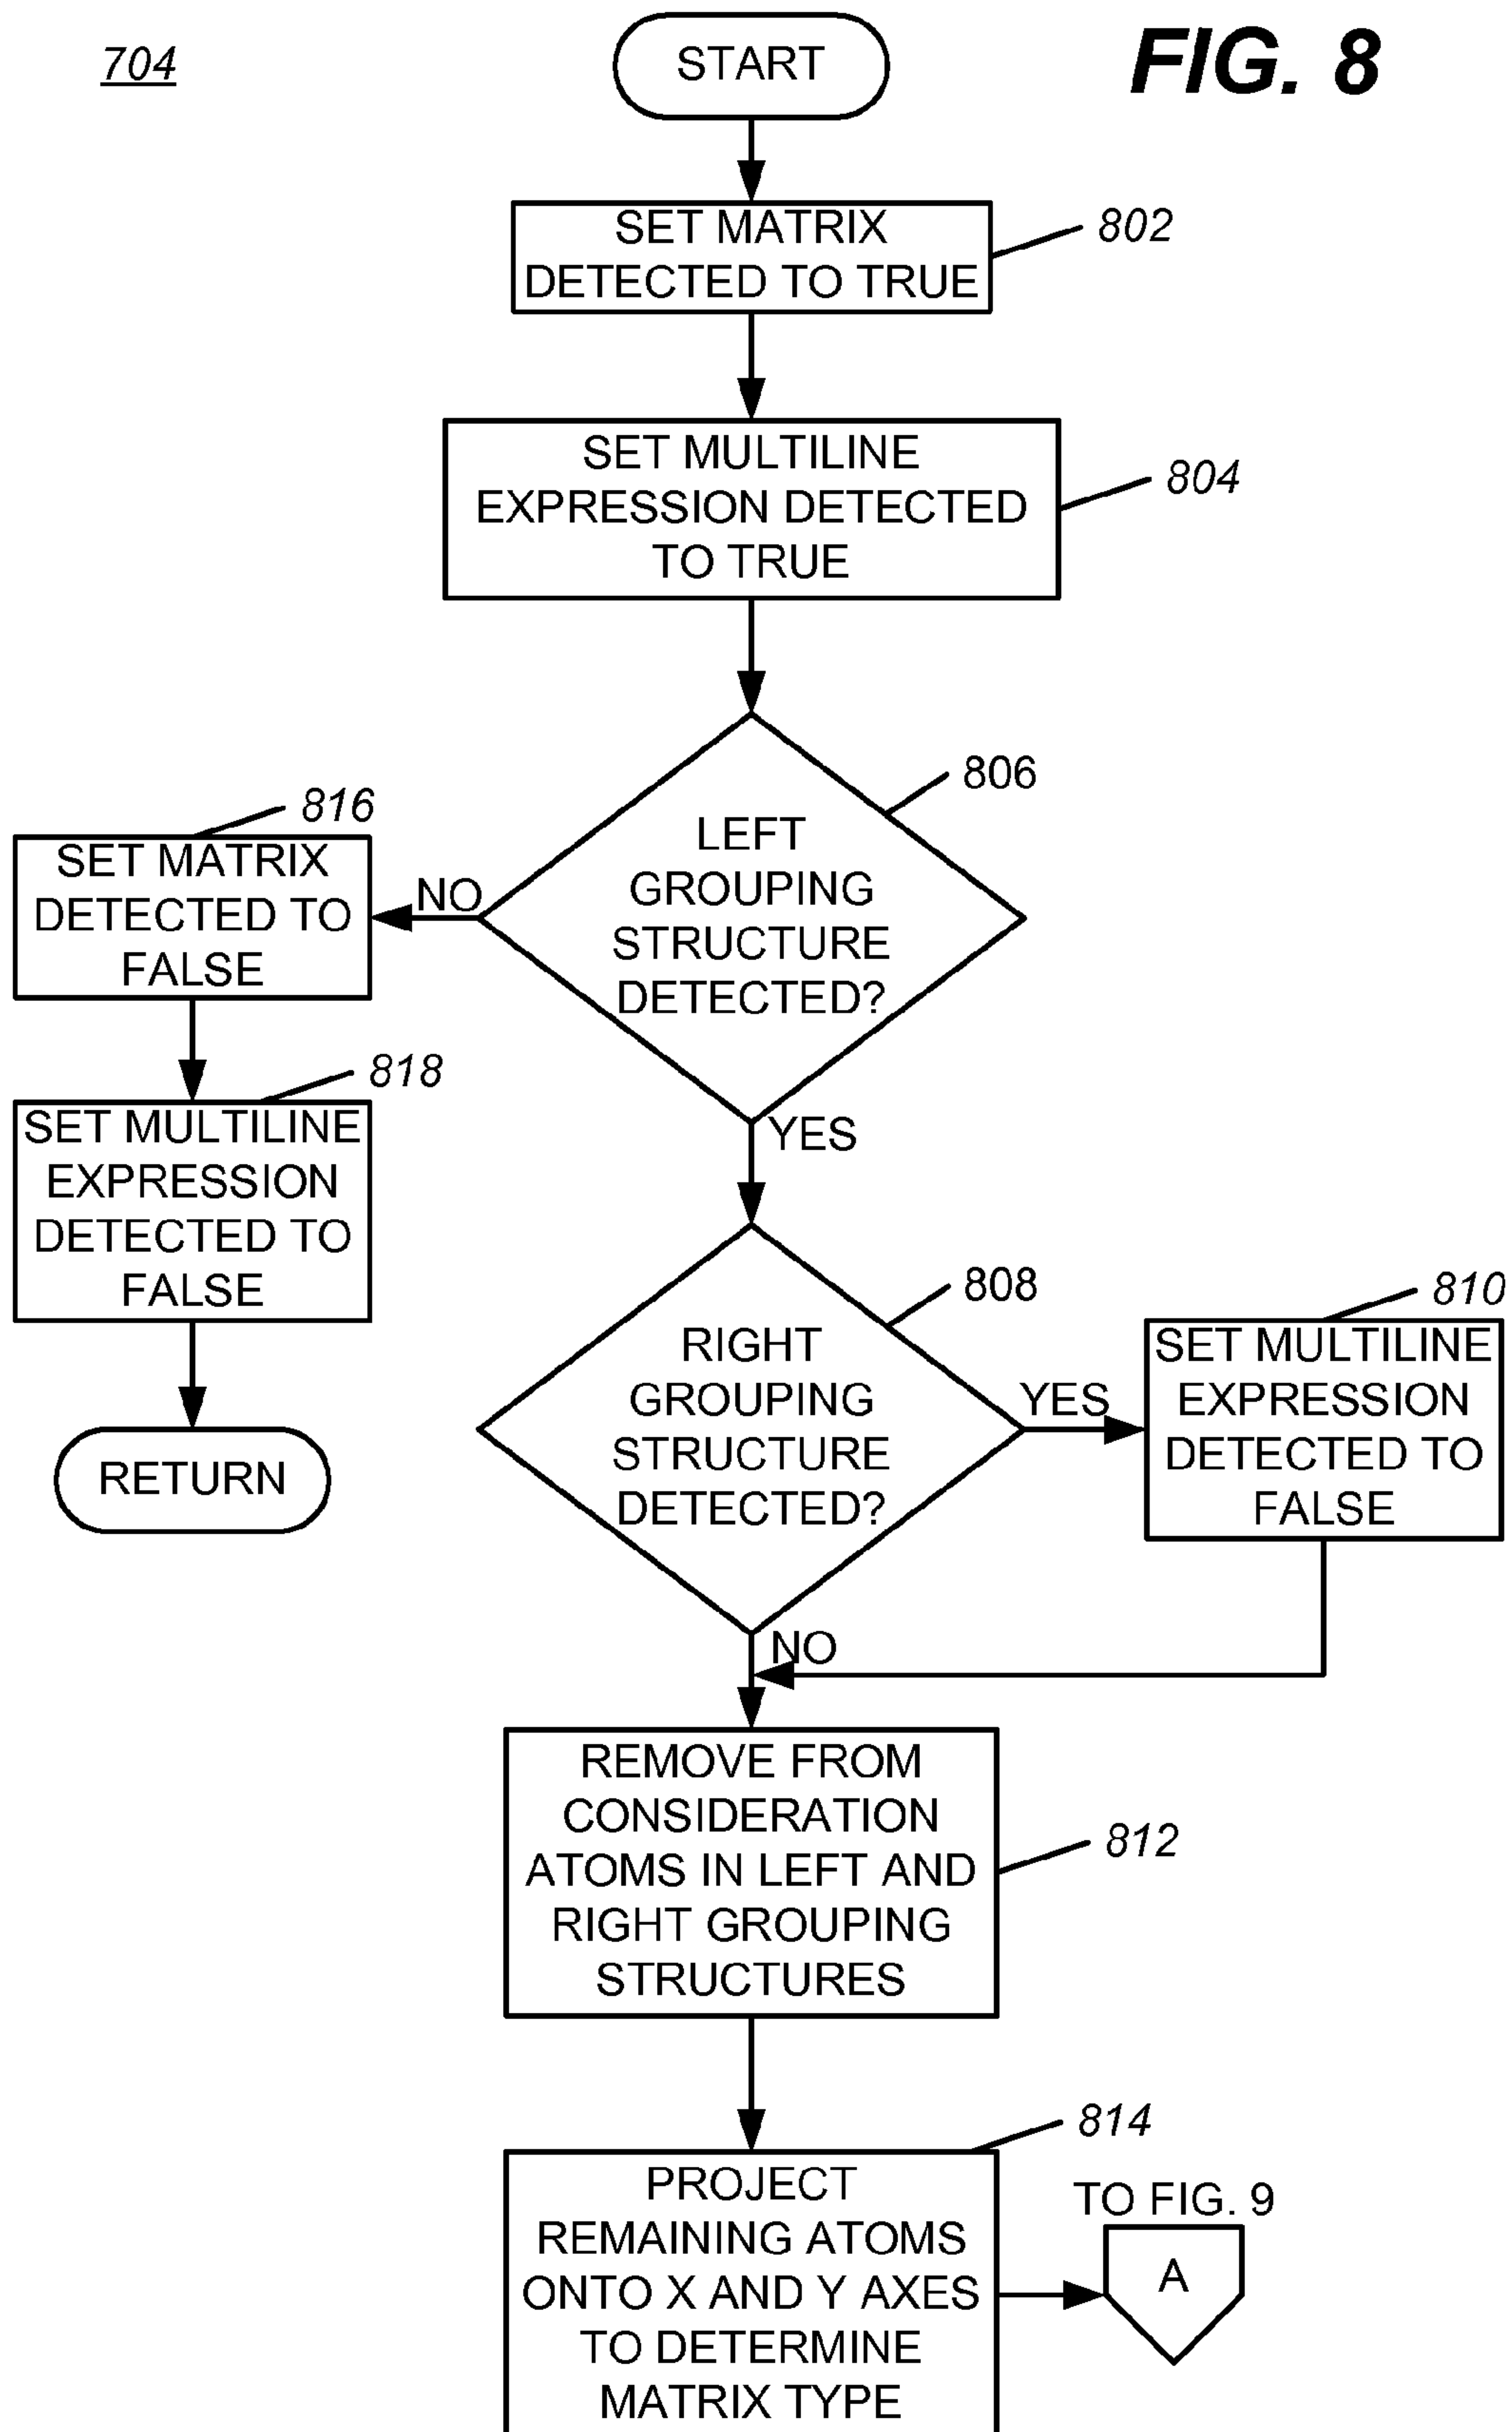 704
START
FIG. 8
SET MATRIX
DETECTED TO TRUE
802
SET MULTILINE
EXPRESSION DETECTED
TO TRUE
804
806
LEFT
GROUPING
STRUCTURE
DETECTED?
NO
816
SET MATRIX
DETECTED TO
FALSE
818
SET MULTILINE
EXPRESSION
DETECTED TO
FALSE
RETURN
YES
808
RIGHT
GROUPING
STRUCTURE
DETECTED?
YES
810
SET MULTILINE
EXPRESSION
DETECTED TO
FALSE
NO
REMOVE FROM
CONSIDERATION
ATOMS IN LEFT AND
RIGHT GROUPING
STRUCTURES
812
814
PROJECT
REMAINING ATOMS
ONTO X AND Y AXES
TO DETERMINE
MATRIX TYPE
TO FIG. 9
A